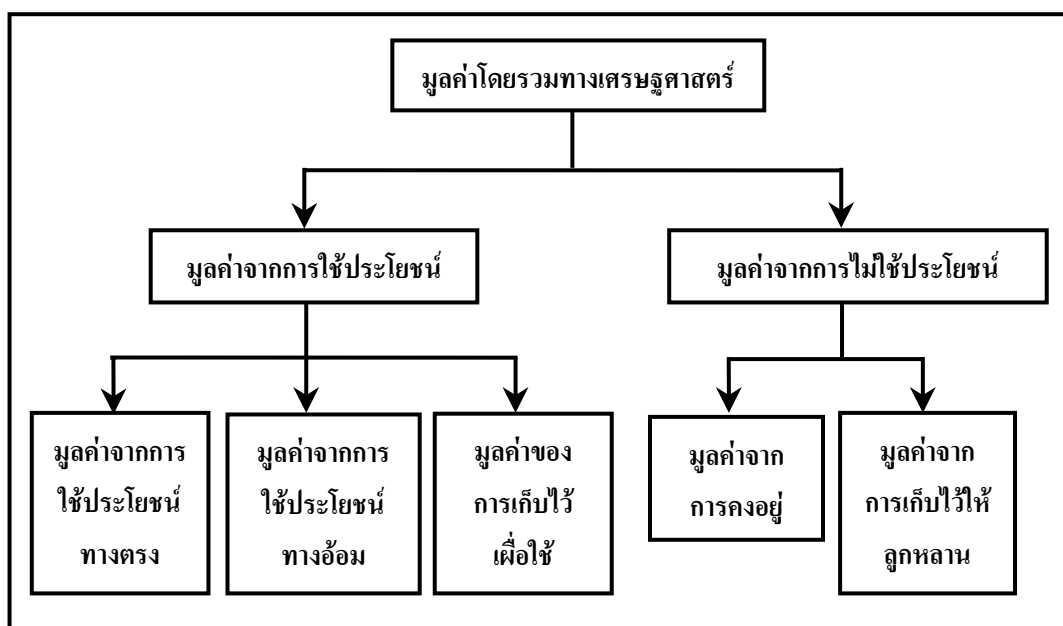 มูลค่าโดยรวมทางเศรษฐศาสตร์
มูลค่าจากการใช้ประโยชน์
มูลค่าจากการไม่ใช้ประโยชน์
มูลค่าจากการ
ใช้ประโยชน์
ทางตรง
มูลค่าจากการ
ใช้ประโยชน์
ทางอ้อม
มูลค่าของ
การเก็บไว้
เผื่อใช้
มูลค่าจาก
การคงอยู่
มูลค่าจาก
การเก็บไว้ให้
ลูกหลาน